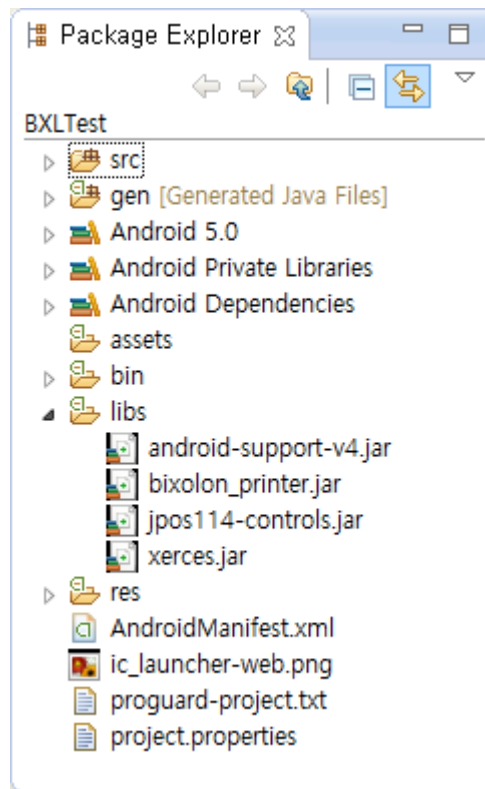 Package Explorer
BXLTest
src
gen [Generated Java Files]
Android 5.0
Android Private Libraries
Android Dependencies
assets
bin
libs
android-support-v4.jar
bixolon_printer.jar
jpos114-controls.jar
xerces.jar
res
AndroidManifest.xml
ic_launcher-web.png
proguard-project.txt
project.properties